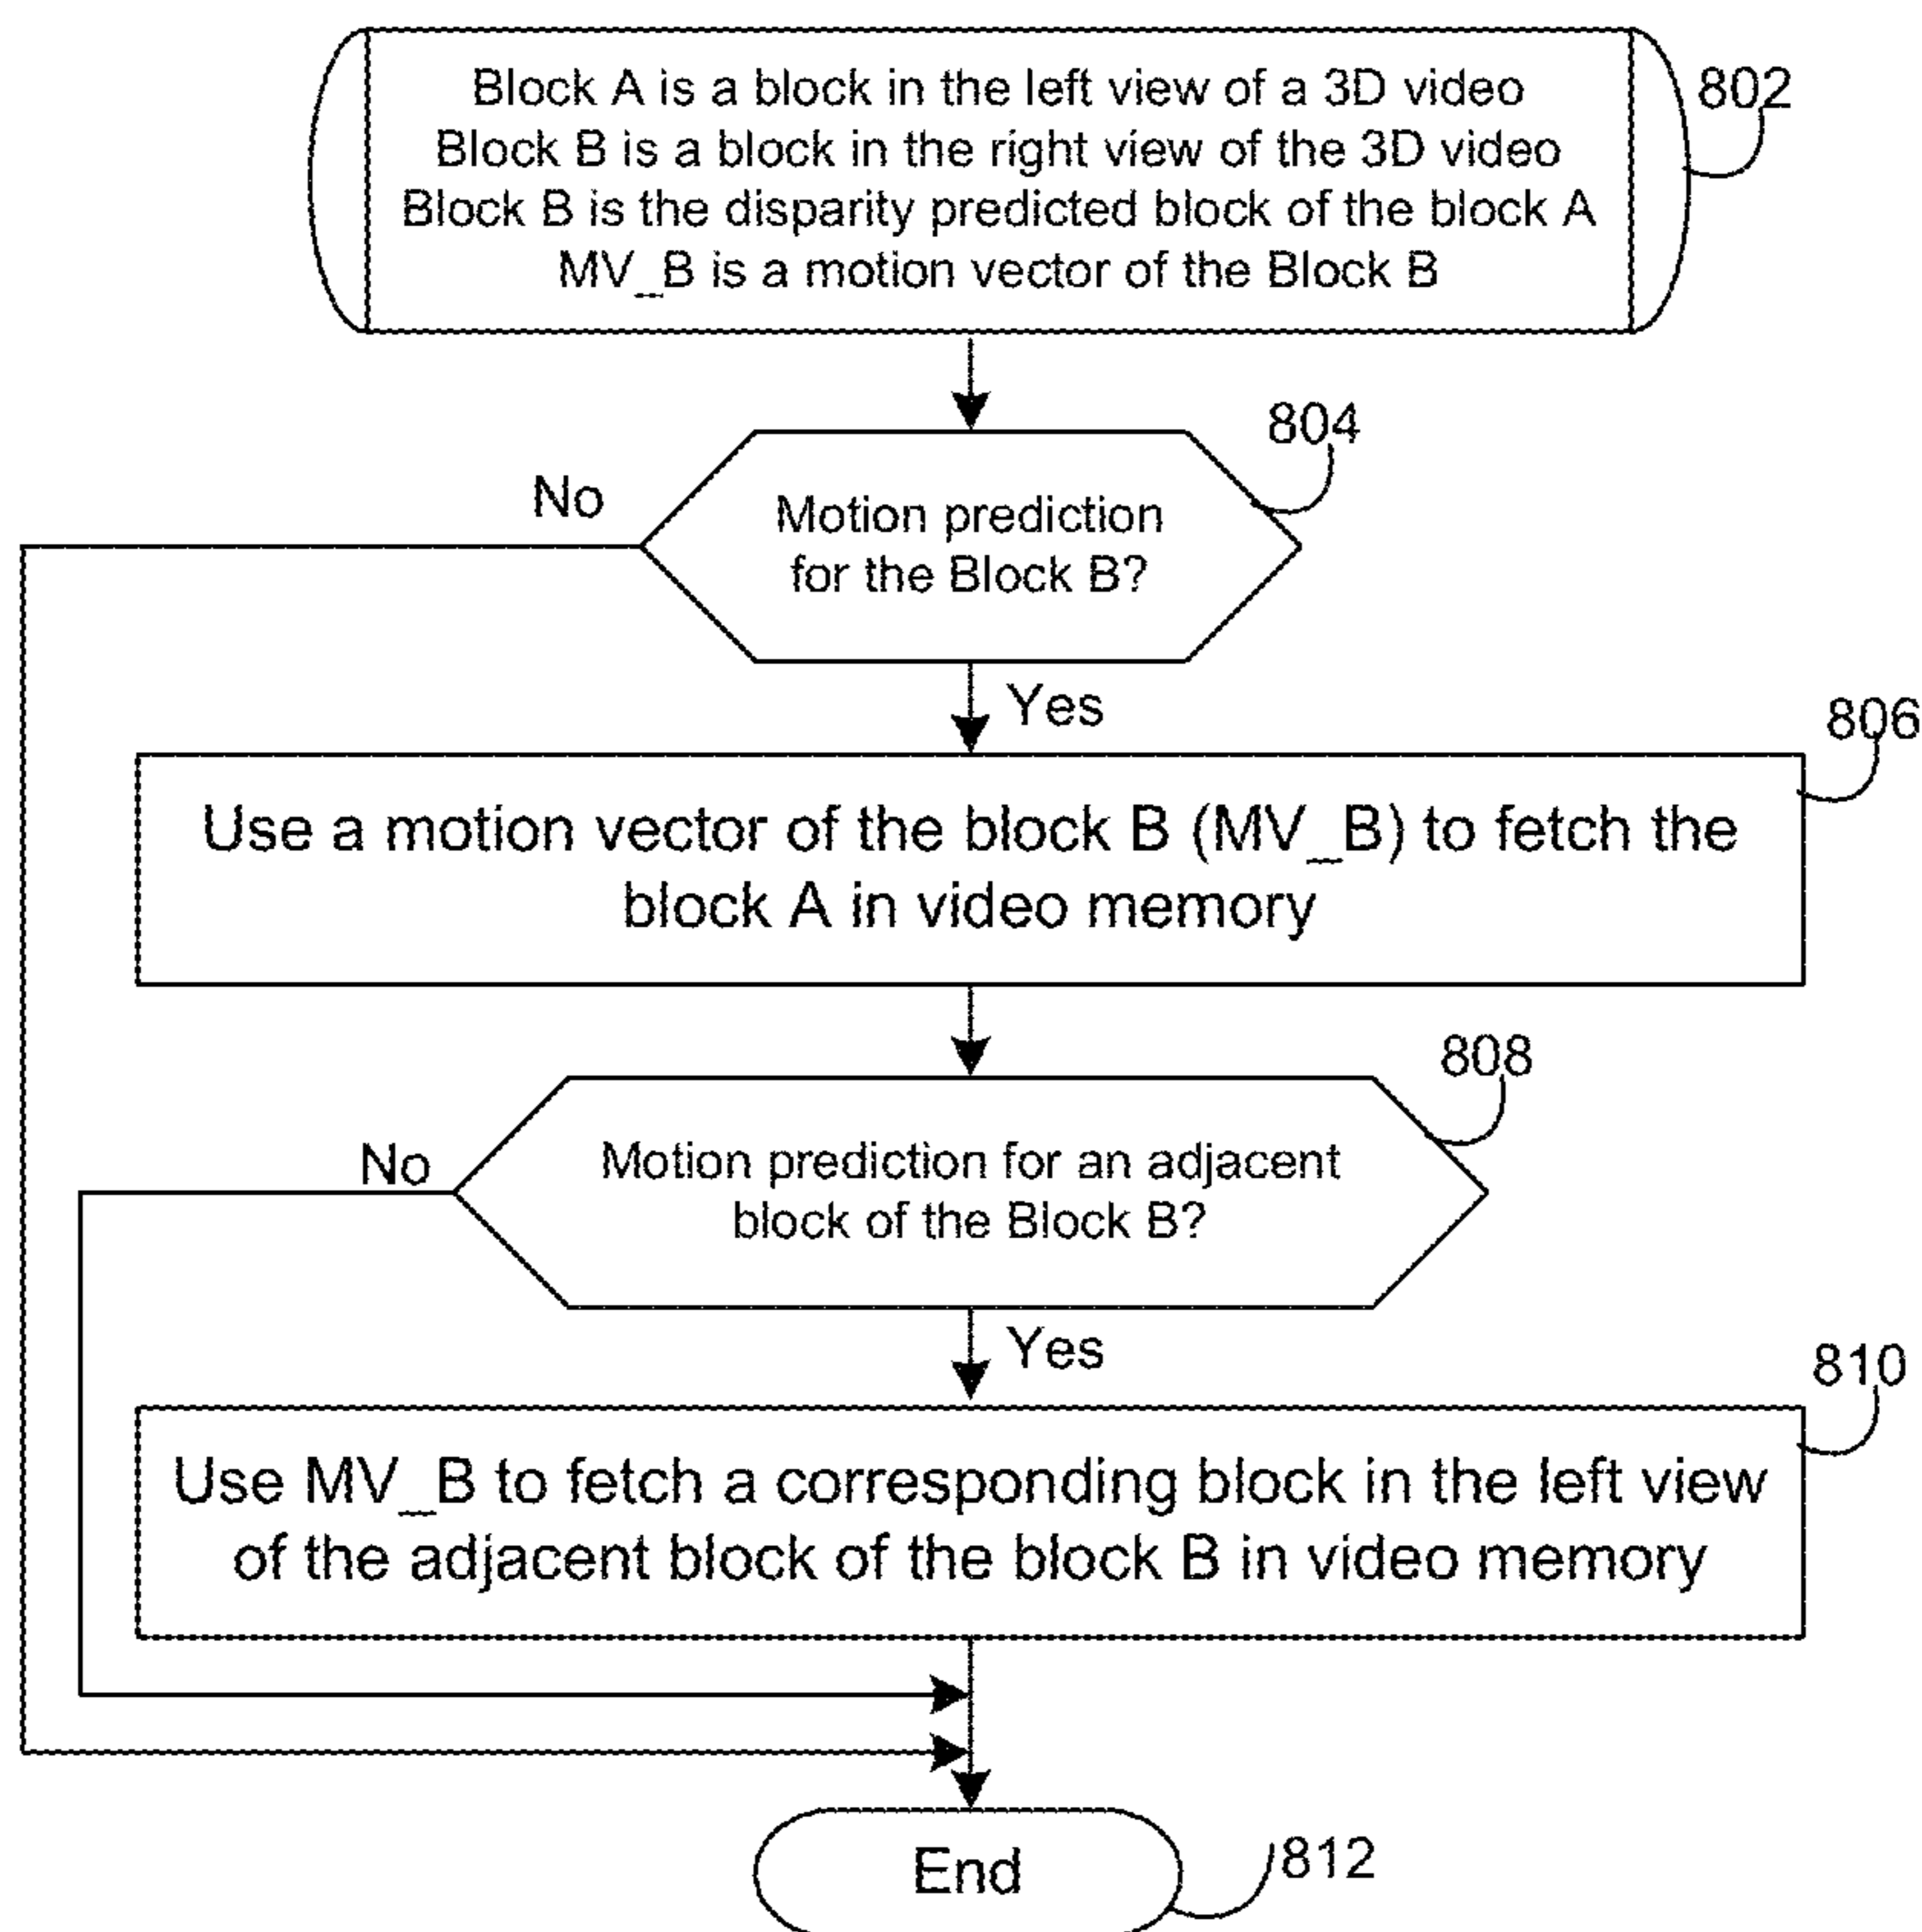 Block A is a block in the left view of a 3D video
Block B is a block in the right view of the 3D video
Block B is the disparity predicted block of the block A
MV_B is a motion vector of the Block B
802
804
No
Motion prediction
for the Block B?
Yes
806
Use a motion vector of the block B (MV_B) to fetch the
block A in video memory
808
No
Motion prediction for an adjacent
block of the Block B?
Yes
810
Use MV_B to fetch a corresponding block in the left view
of the adjacent block of the block B in video memory
End
812